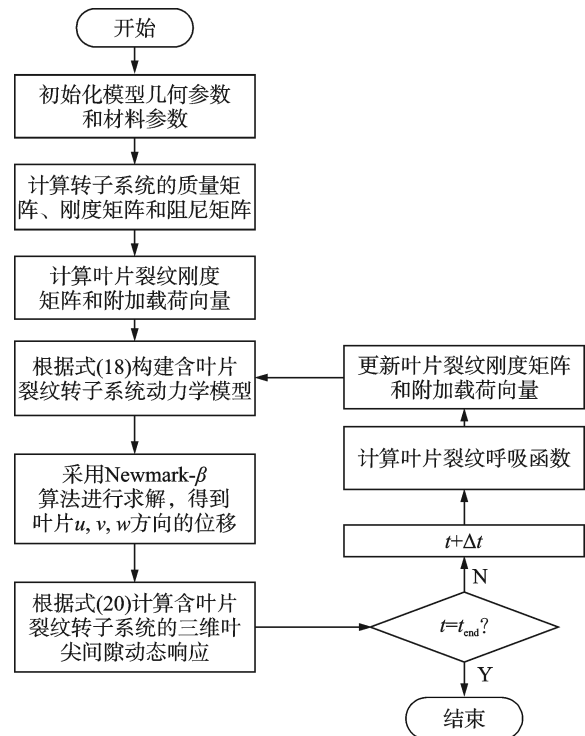 开始
初始化模型几何参数
和材料参数
计算转子系统的质量矩
阵、刚度矩阵和阻尼矩阵
计算叶片裂纹刚度
矩阵和附加载荷向量
根据式(18)构建含叶片
裂纹转子系统动力学模型
采用Newmark-β
算法进行求解，得到
叶片u, v, w方向的位移
根据式(20)计算含叶片
裂纹转子系统的三维叶
尖间隙动态响应
更新叶片裂纹刚度矩阵
和附加载荷向量
计算叶片裂纹呼吸函数
t+Δt
N
t=tend?
Y
结束